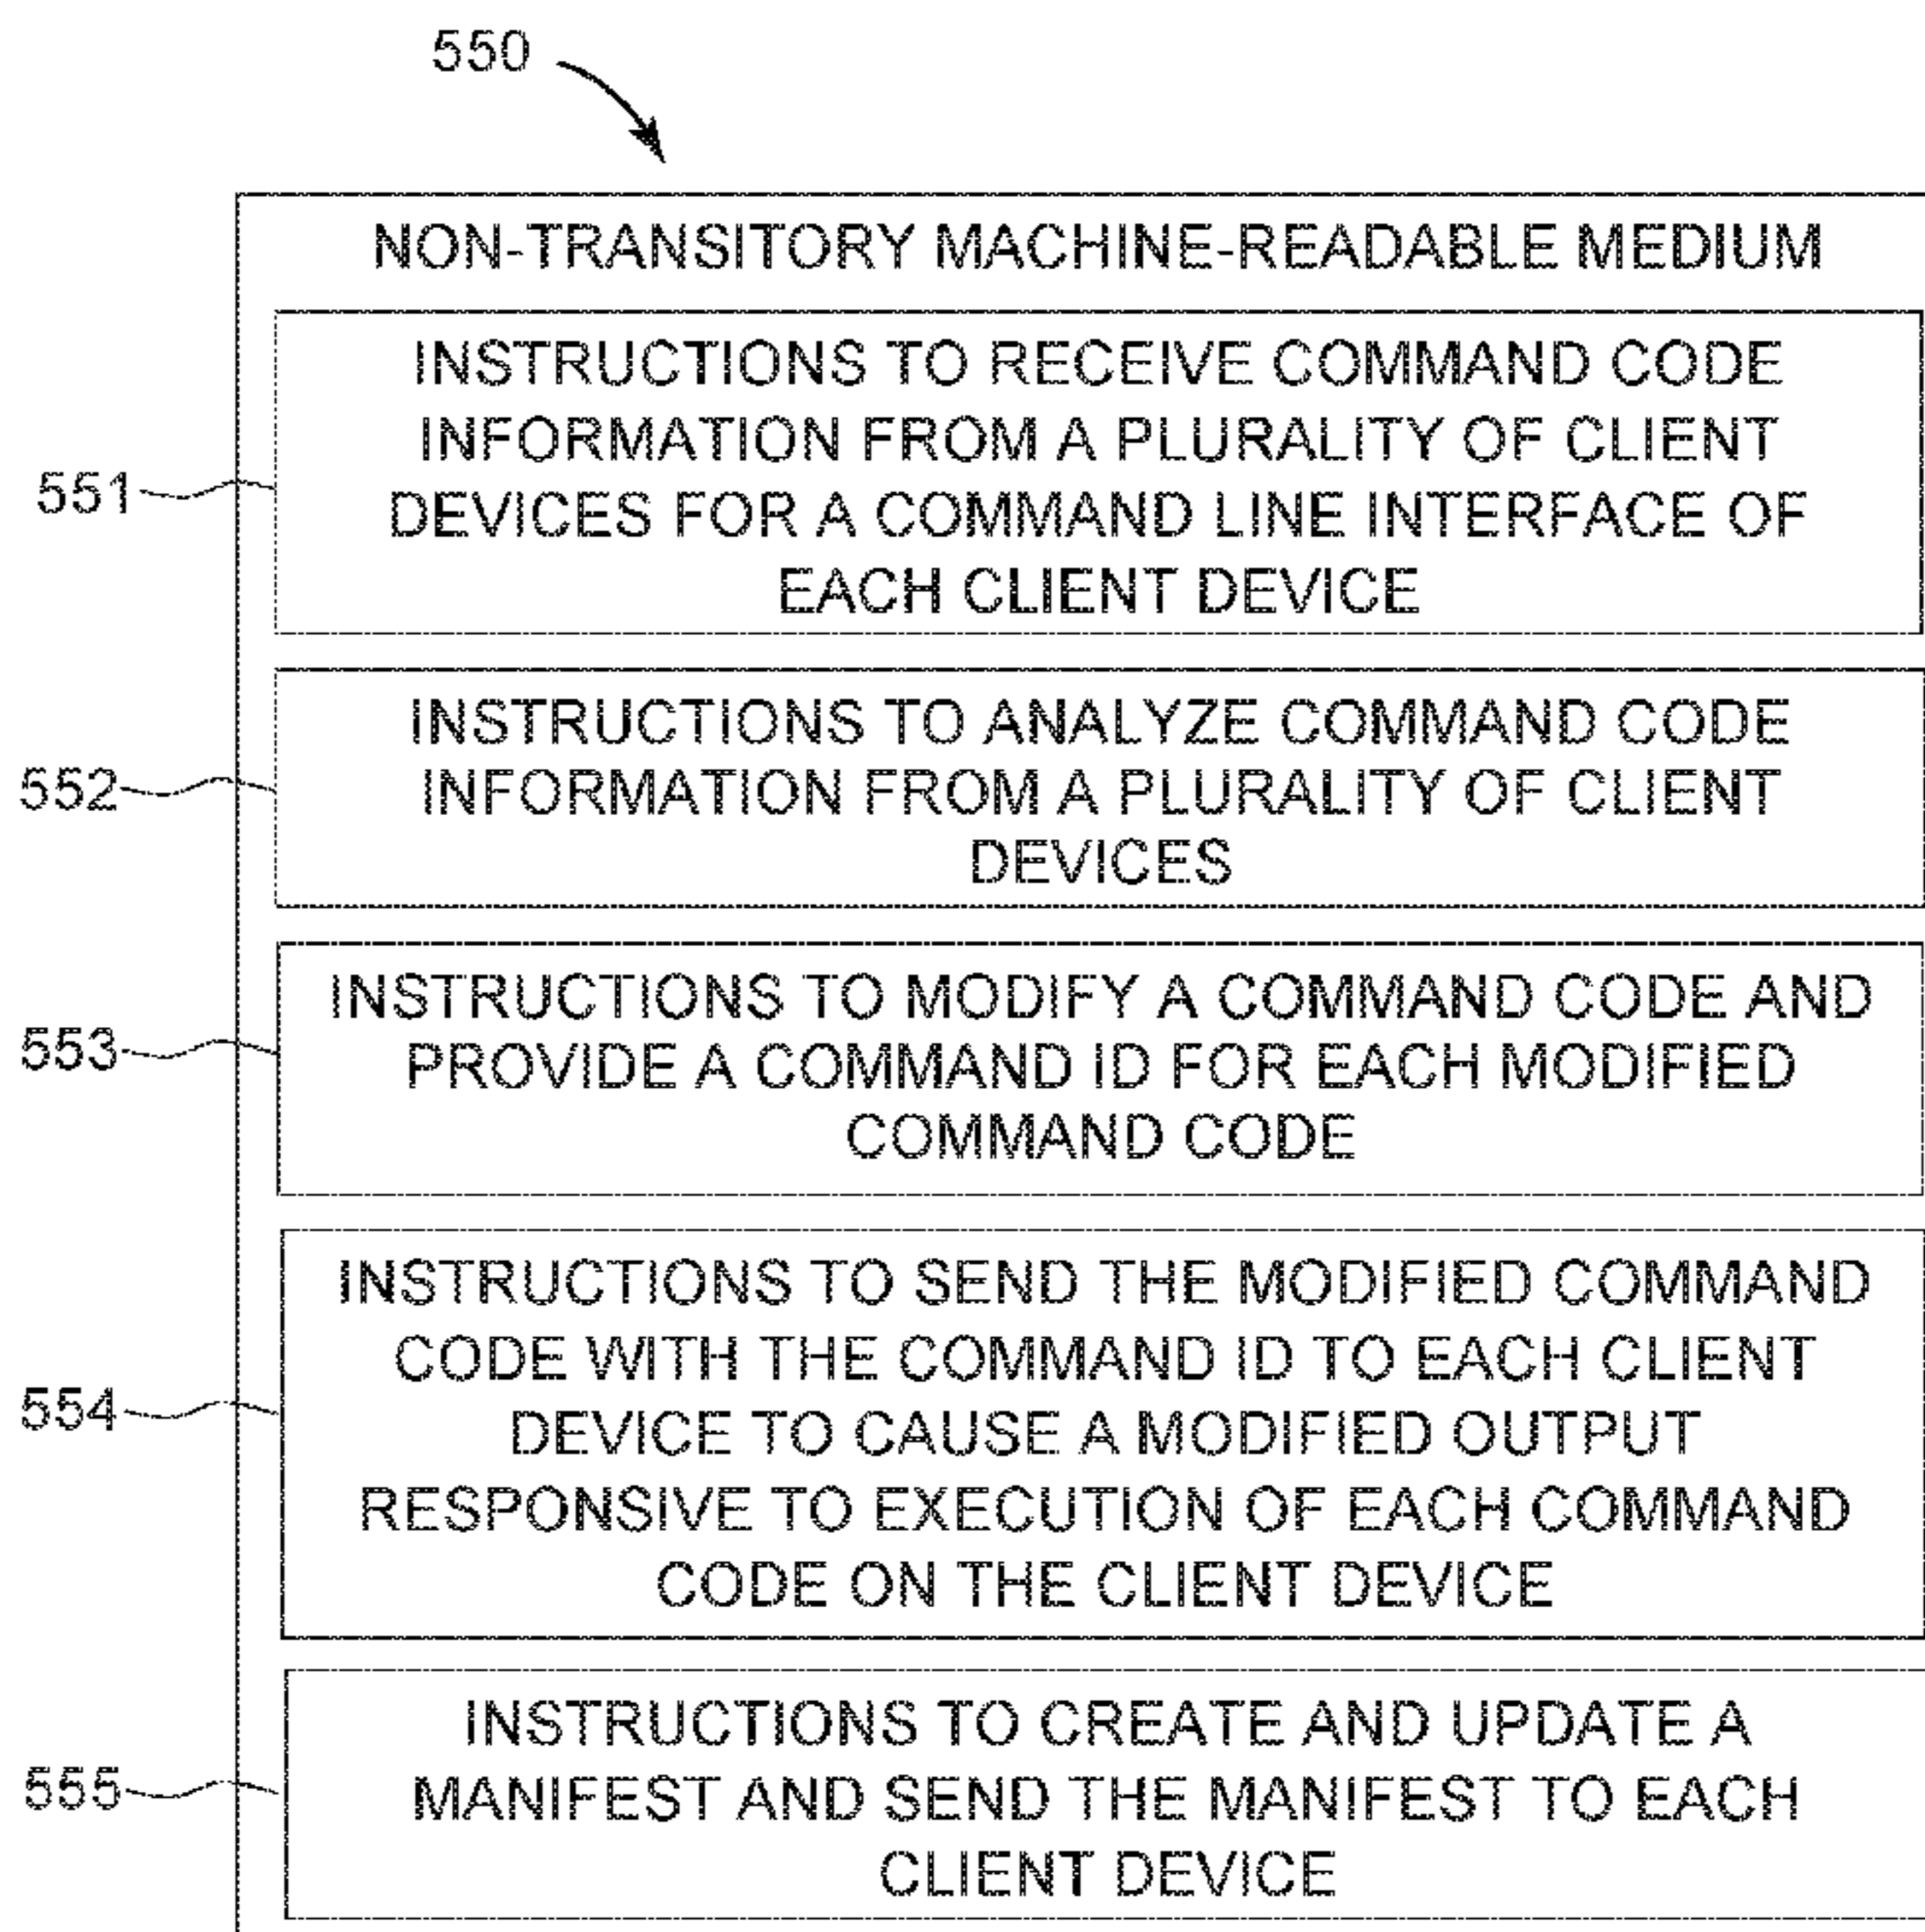 550
NON-TRANSITORY MACHINE-READABLE MEDIUM
INSTRUCTIONS TO RECEIVE COMMAND CODE
INFORMATION FROM A PLURALITY OF CLIENT
DEVICES FOR A COMMAND LINE INTERFACE OF
EACH CLIENT DEVICE
551
INSTRUCTIONS TO ANALYZE COMMAND CODE
INFORMATION FROM A PLURALITY OF CLIENT
DEVICES
552
INSTRUCTIONS TO MODIFY A COMMAND CODE AND
PROVIDE A COMMAND ID FOR EACH MODIFIED
COMMAND CODE
553
INSTRUCTIONS TO SEND THE MODIFIED COMMAND
CODE WITH THE COMMAND ID TO EACH CLIENT
DEVICE TO CAUSE A MODIFIED OUTPUT
RESPONSIVE TO EXECUTION OF EACH COMMAND
CODE ON THE CLIENT DEVICE
554
INSTRUCTIONS TO CREATE AND UPDATE A
MANIFEST AND SEND THE MANIFEST TO EACH
CLIENT DEVICE
555